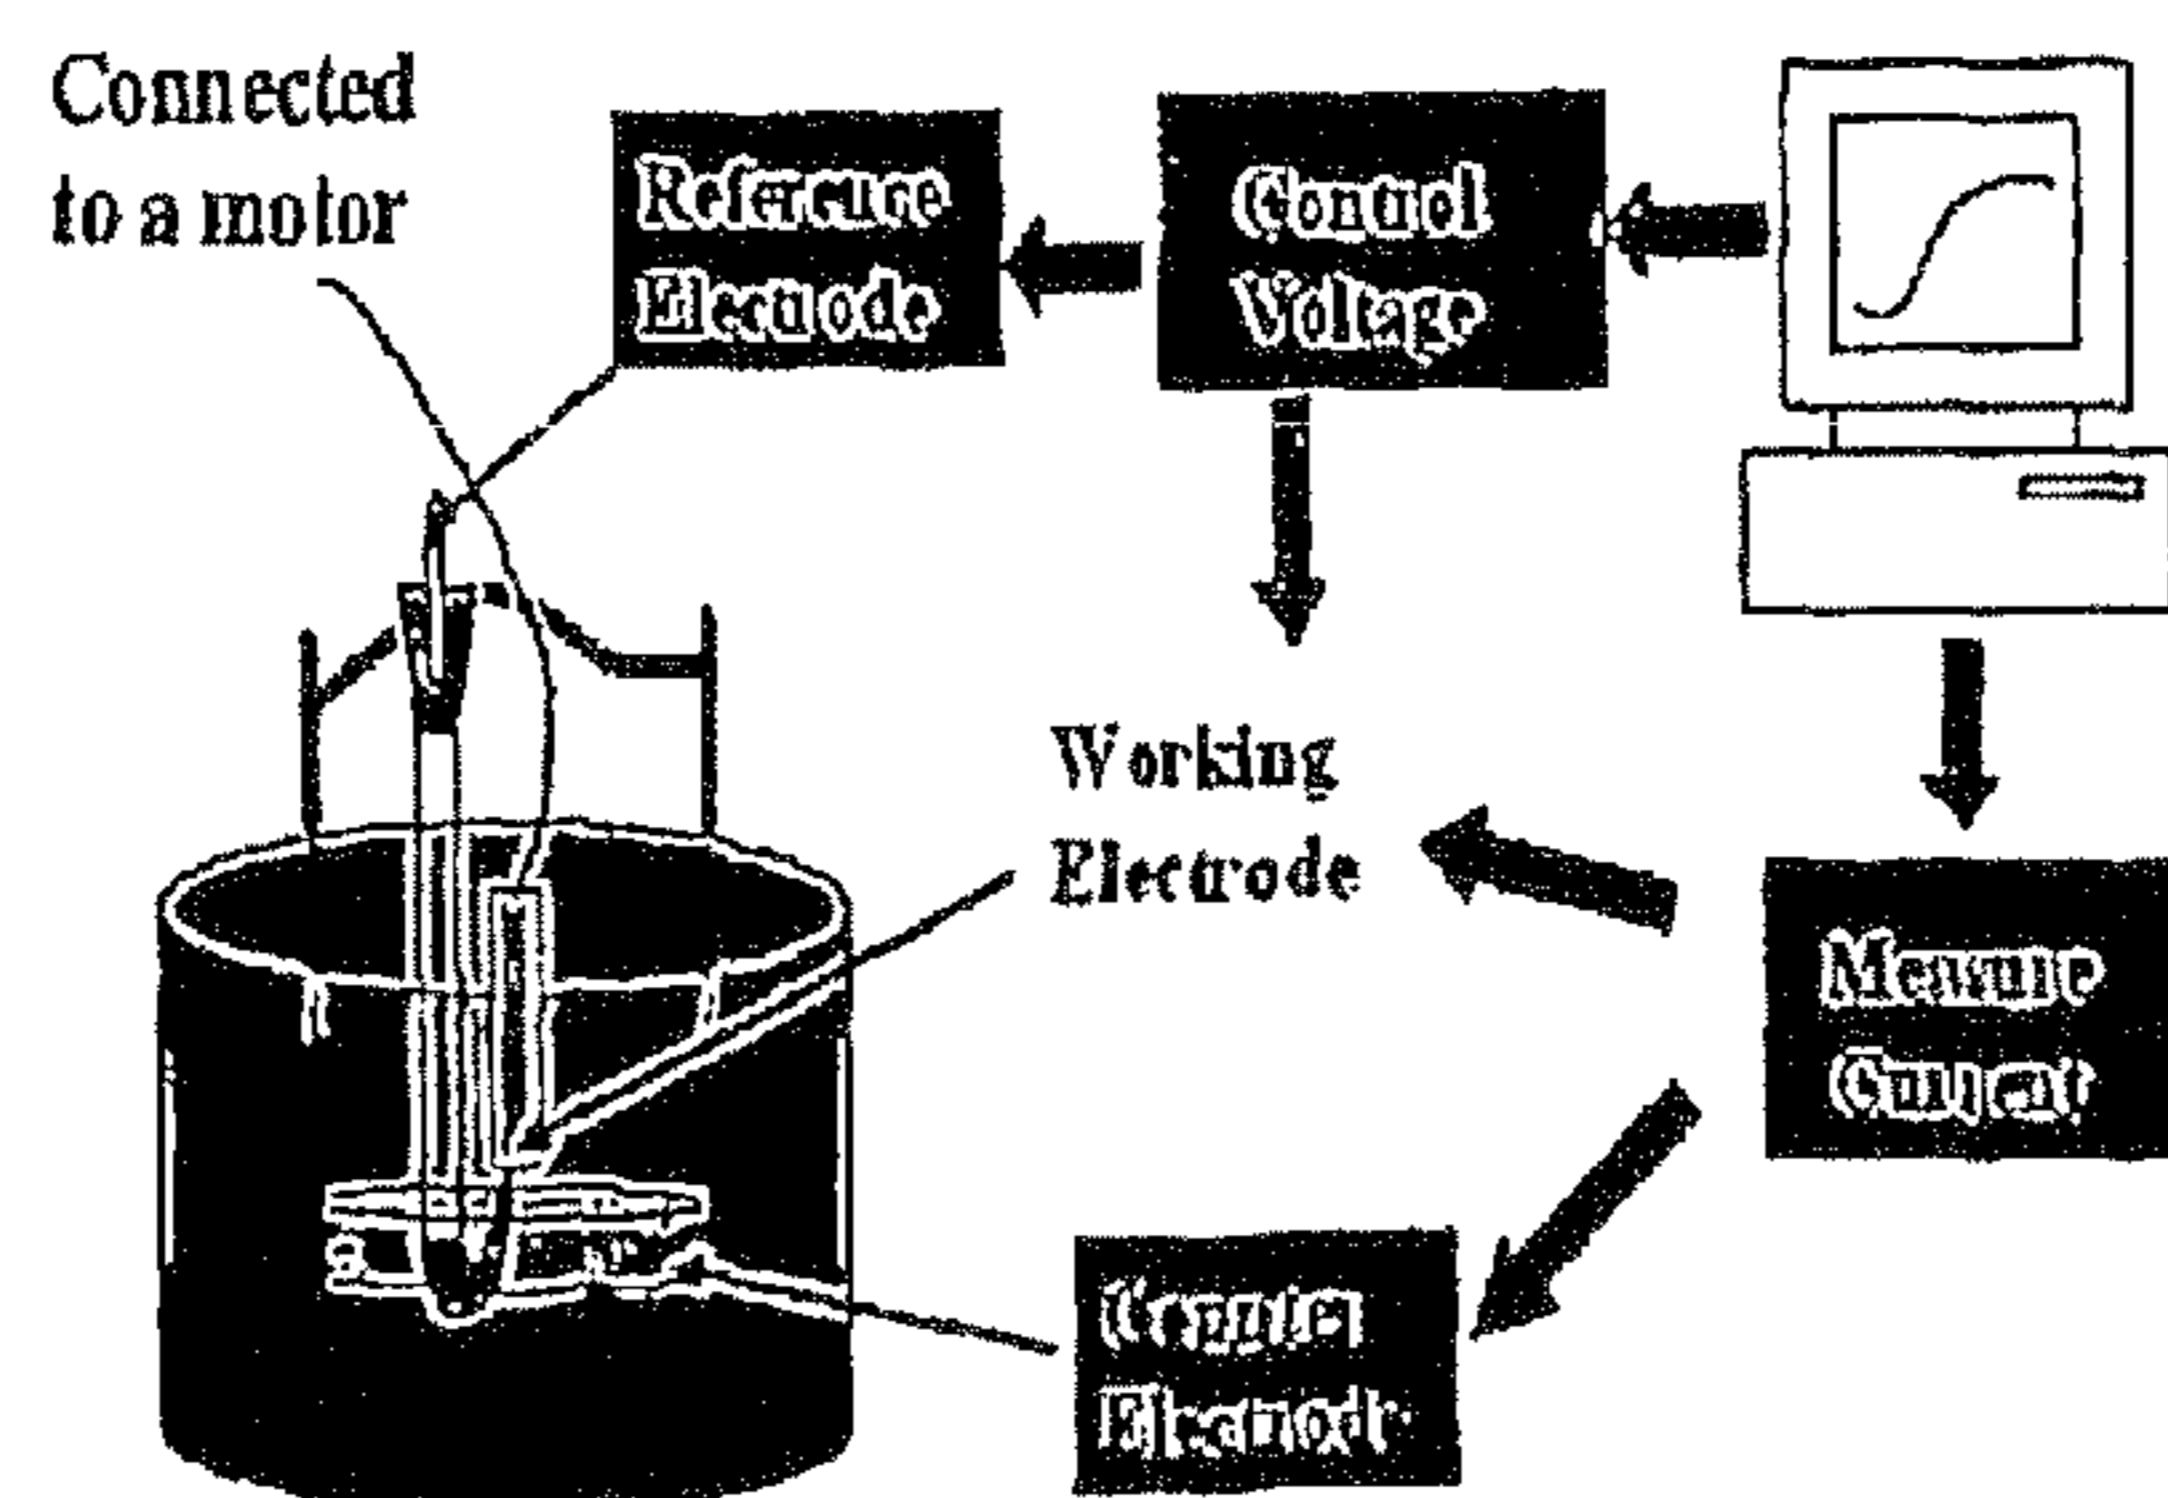 Connected
to a motor
Reference
Electrode
Control
Voltage
Working
Electrode
Measure
Current
Counter
Electrode